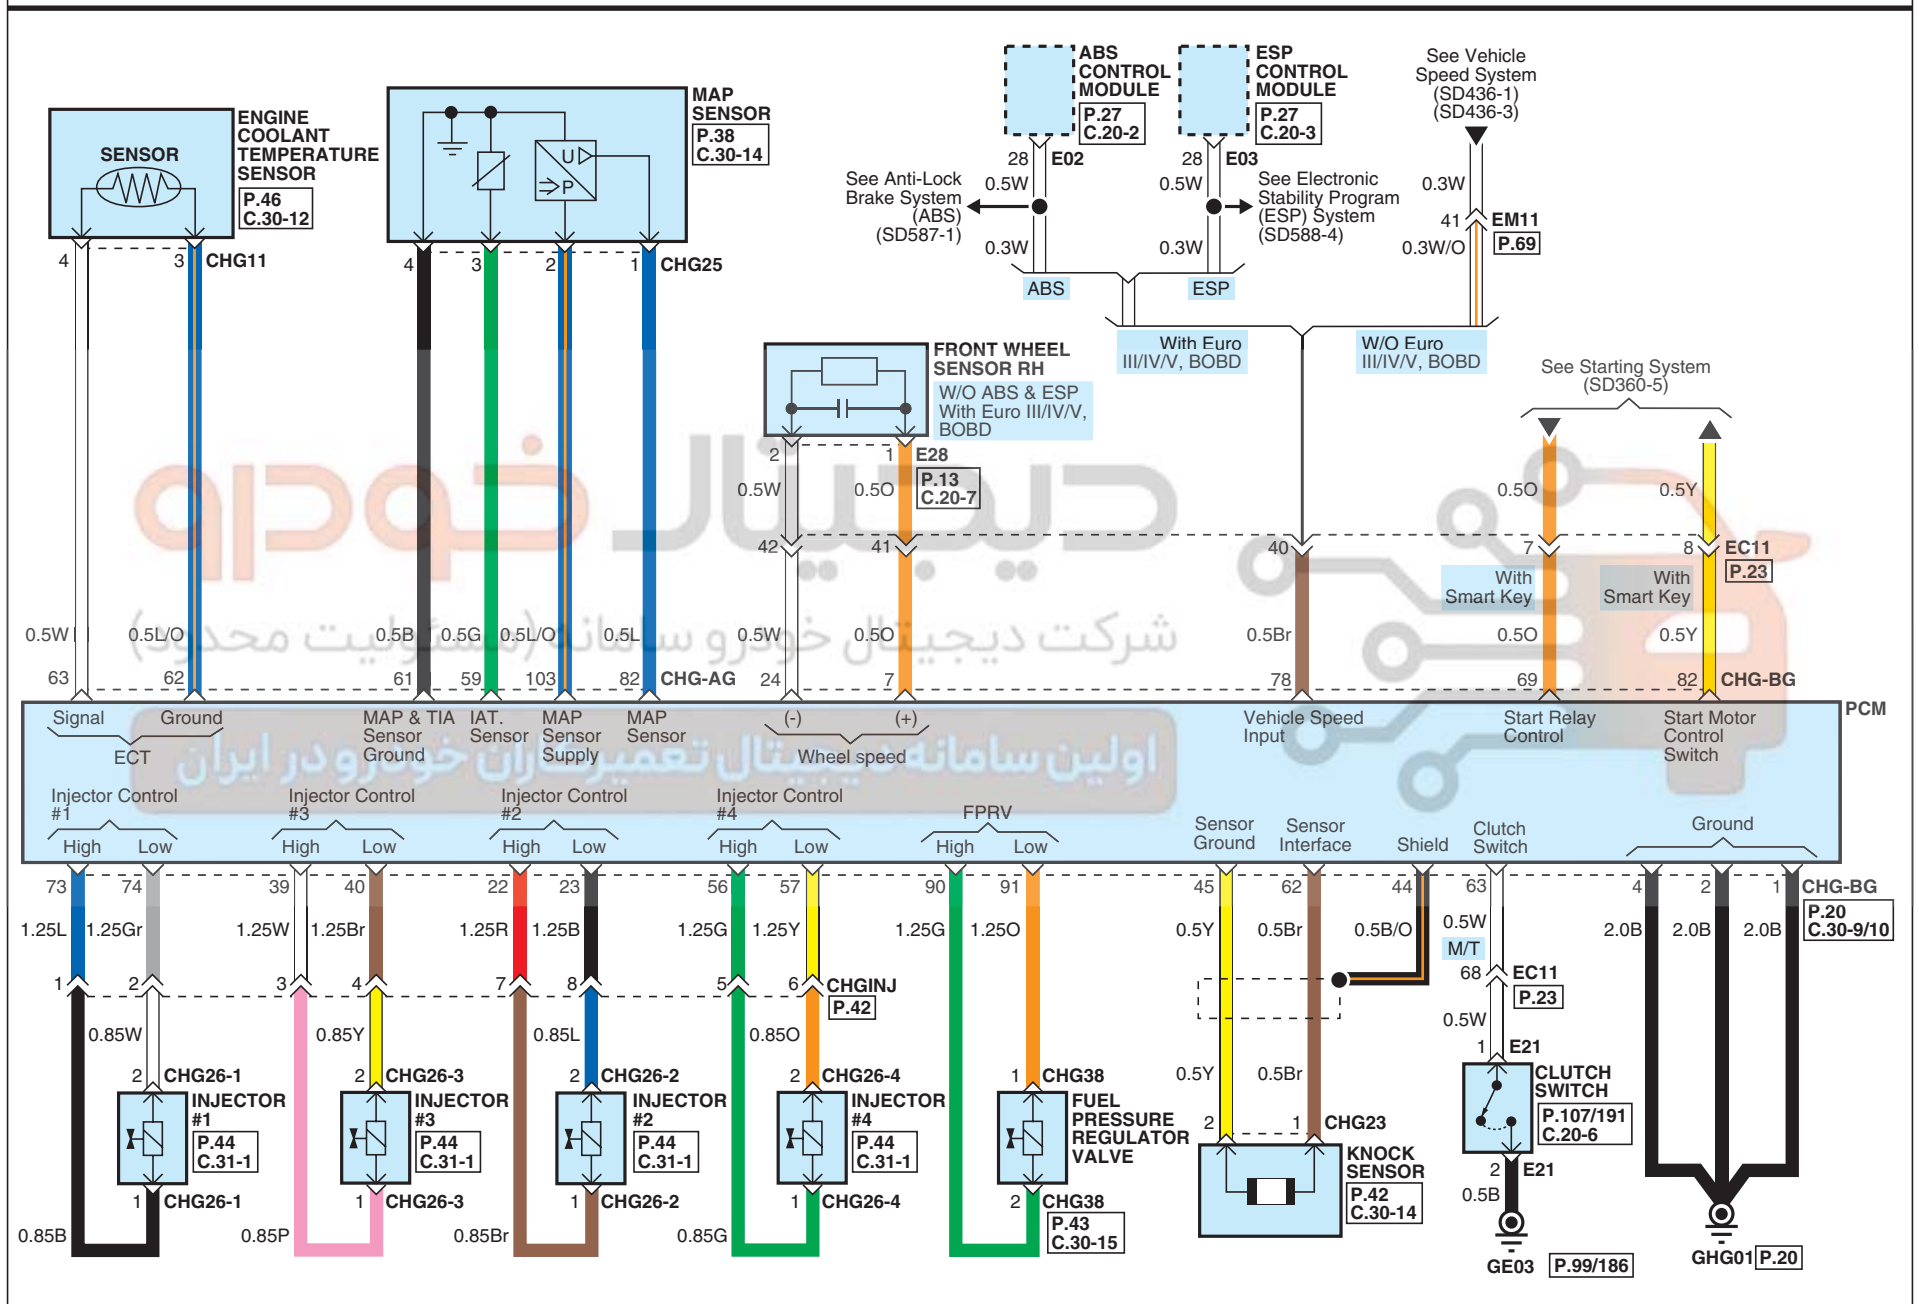 ENGINE
COOLANT
TEMPERATURE
SENSOR
P.46
C.30-12
SENSOR
4
3
CHG11
MAP
SENSOR
P.38
C.30-14
U
P
4
3
2
1
CHG25
ABS
CONTROL
MODULE
P.27
C.20-2
28
E02
0.5W
See Anti-Lock
Brake System
(ABS)
(SD587-1)
0.3W
ABS
ESP
CONTROL
MODULE
P.27
C.20-3
28
E03
0.5W
See Electronic
Stability Program
(ESP) System
(SD588-4)
0.3W
ESP
See Vehicle
Speed System
(SD436-1)
(SD436-3)
0.3W
41
EM11
P.69
0.3W/O
With Euro
III/IV/V, BOBD
W/O Euro
III/IV/V, BOBD
FRONT WHEEL
SENSOR RH
W/O ABS & ESP
With Euro III/IV/V,
BOBD
2
1
E28
P.13
C.20-7
0.5W
0.5O
See Starting System
(SD360-5)
0.5O
0.5Y
42
41
40
7
8
EC11
P.23
With
Smart Key
With
Smart Key
دیجیتال خودرو
شرکت دیجیتال خودرو سامانه (مسئولیت محدود)
0.5W
0.5L/O
0.5B
0.5G
0.5L/O
0.5L
0.5W
0.5O
0.5Br
0.5O
0.5Y
63
62
61
59
103
82
CHG-AG
24
7
78
69
82
CHG-BG
PCM
Signal
Ground
ECT
MAP & TIA
Sensor
Ground
IAT.
Sensor
MAP
Sensor
Supply
MAP
Sensor
(-)
(+)
Wheel speed
Vehicle Speed
Input
Start Relay
Control
Start Motor
Control
Switch
اولین سامانه دیجیتال تعمیرکاران خودرو در ایران
Injector Control
#1
High
Low
Injector Control
#3
High
Low
Injector Control
#2
High
Low
Injector Control
#4
High
Low
FPRV
High
Low
Sensor
Ground
Sensor
Interface
Shield
Clutch
Switch
Ground
73
74
39
40
22
23
56
57
90
91
45
62
44
63
4
2
1
CHG-BG
P.20
C.30-9/10
1.25L
1.25Gr
1.25W
1.25Br
1.25R
1.25B
1.25G
1.25Y
1.25G
1.25O
0.5Y
0.5Br
0.5B/O
0.5W
M/T
2.0B
2.0B
2.0B
1
2
3
4
7
8
5
6
CHGINJ
P.42
68
EC11
P.23
0.5W
0.85W
0.85Y
0.85L
0.85O
2
CHG26-1
2
CHG26-3
2
CHG26-2
2
CHG26-4
1
CHG38
0.5Y
0.5Br
1
E21
INJECTOR
#1
P.44
C.31-1
INJECTOR
#3
P.44
C.31-1
INJECTOR
#2
P.44
C.31-1
INJECTOR
#4
P.44
C.31-1
FUEL
PRESSURE
REGULATOR
VALVE
CLUTCH
SWITCH
P.107/191
C.20-6
2
1
CHG23
KNOCK
SENSOR
P.42
C.30-14
1
CHG26-1
1
CHG26-3
1
CHG26-2
1
CHG26-4
2
CHG38
P.43
C.30-15
2
E21
0.5B
0.85B
0.85P
0.85Br
0.85G
GE03
P.99/186
GHG01
P.20